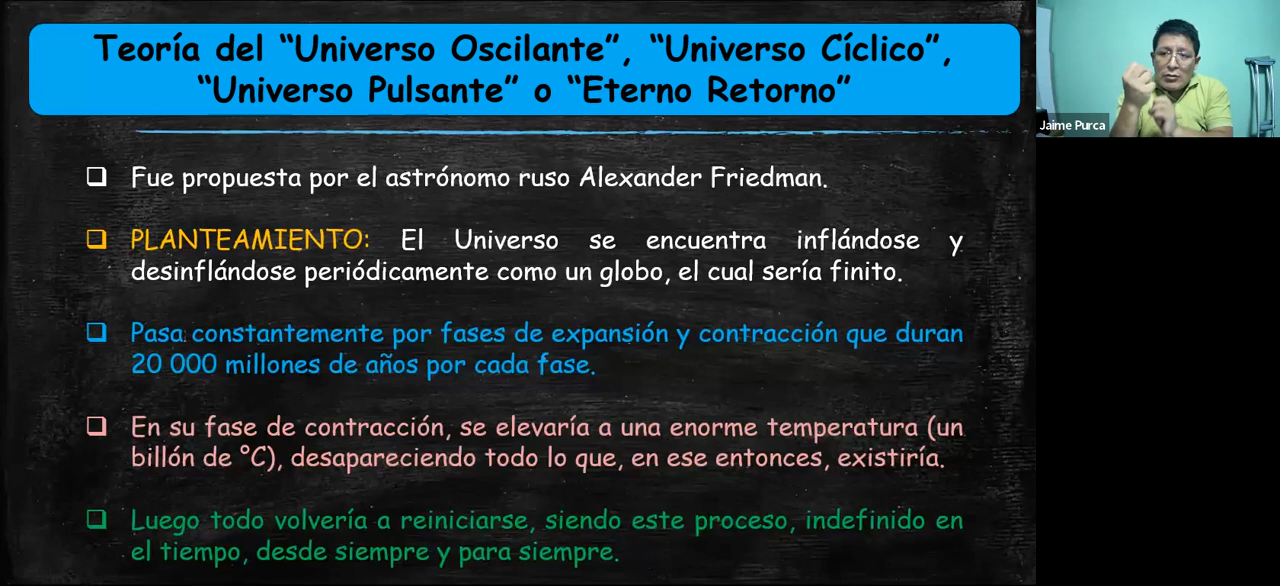 Teoría del “Universo Oscilante”, “Universo Cíclico”,
“Universo Pulsante” o “Eterno Retorno”
Jaime Purca
Fue propuesta por el astrónomo ruso Alexander Friedman.
PLANTEAMIENTO: El Universo se encuentra inflándose y
desinflándose periódicamente como un globo, el cual sería finito.
Pasa constantemente por fases de expansión y contracción que duran
20 000 millones de años por cada fase.
En su fase de contracción, se elevaría a una enorme temperatura (un
billón de °C), desapareciendo todo lo que, en ese entonces, existiría.
Luego todo volvería a reiniciarse, siendo este proceso, indefinido en
el tiempo, desde siempre y para siempre.